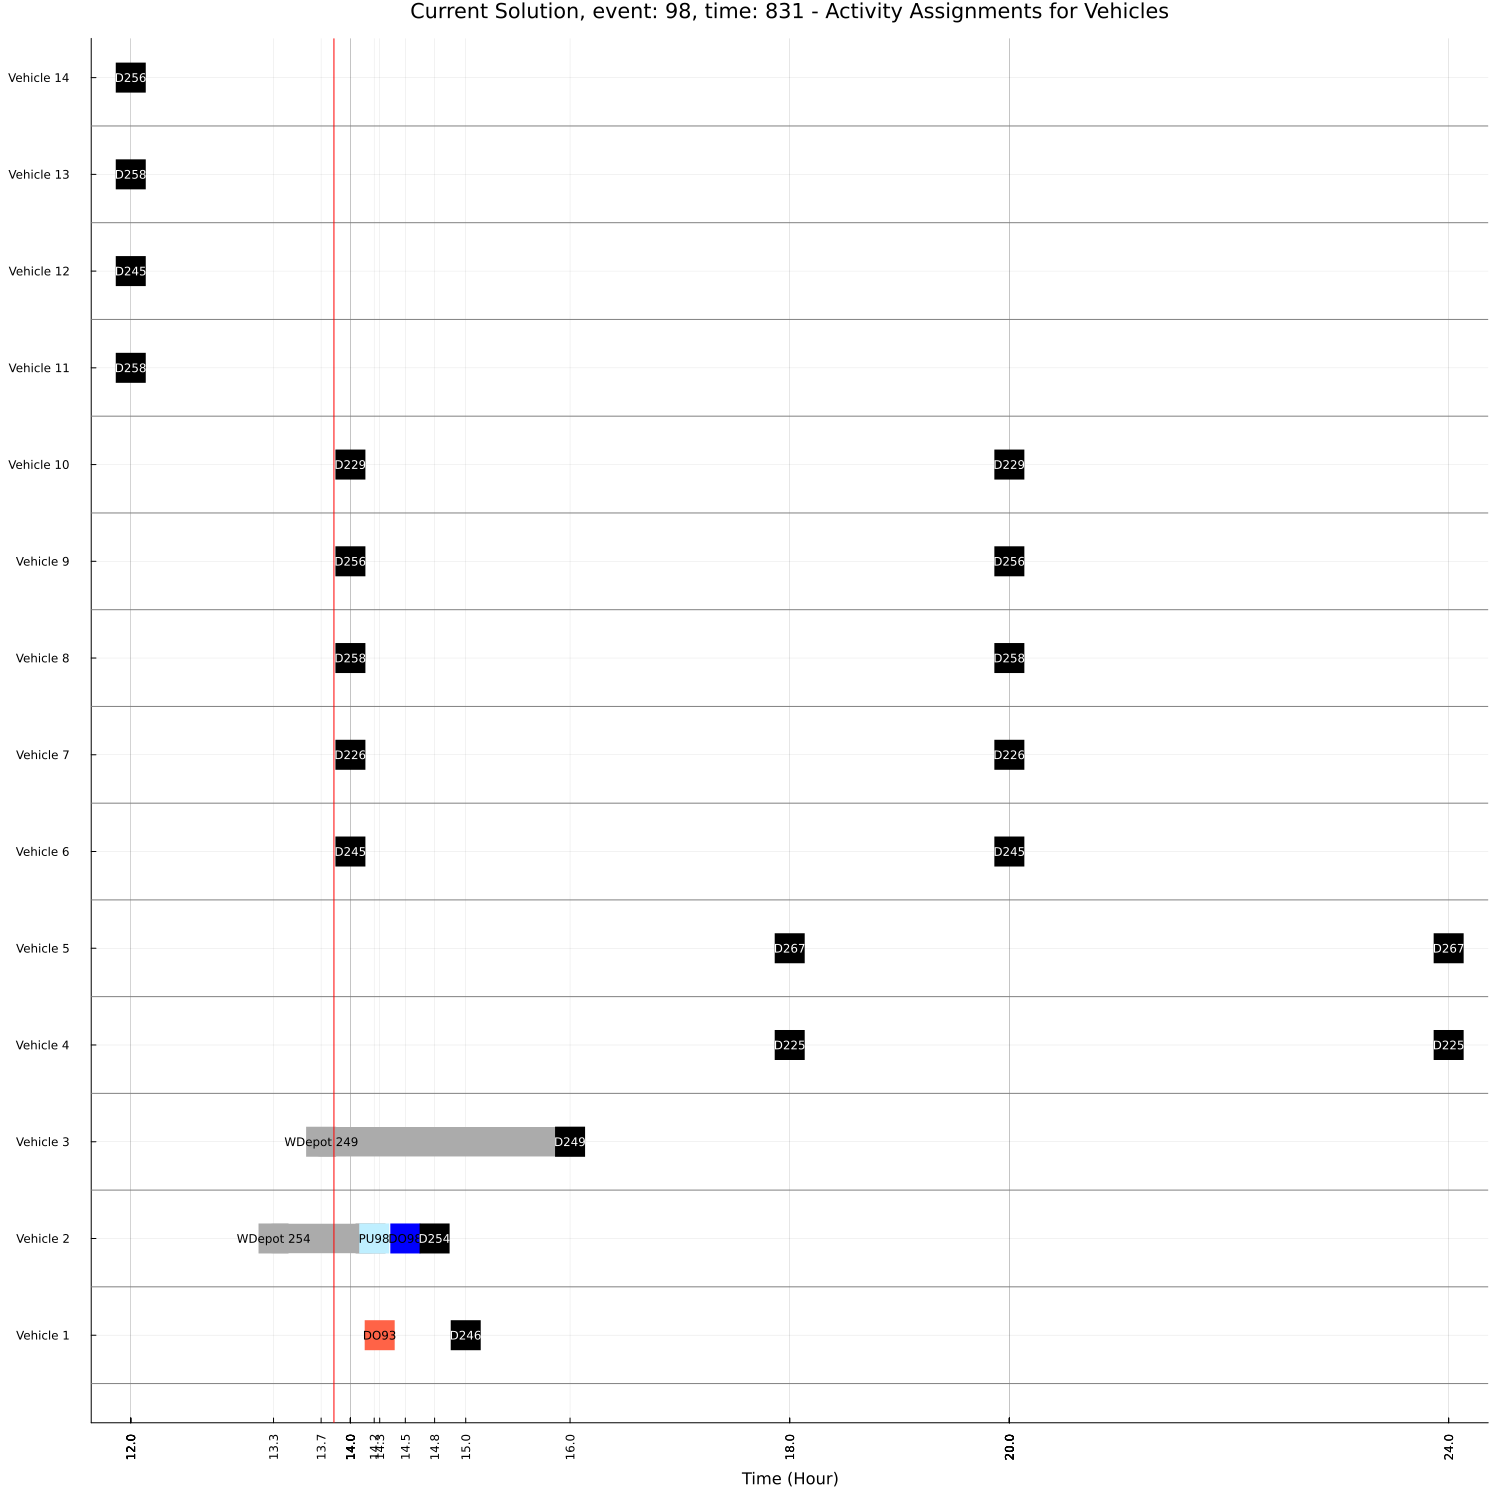 Current Solution, event: 98, time: 831 - Activity Assignments for Vehicles
Vehicle 14 D256
Vehicle 13 D258
Vehicle 12 D245
Vehicle 11 D258
Vehicle 10 D229 D229
Vehicle 9 D256 D256
Vehicle 8 D258 D258
Vehicle 7 D226 D226
Vehicle 6 D245 D245
Vehicle 5 D267 D267
Vehicle 4 D225 D225
Vehicle 3 WDepot 249 D249
Vehicle 2 WDepot 254 PU98 D254
Vehicle 1 DO93 D246
12.0 13.3 13.7 14.0 14.5 14.8 15.0 16.0 18.0 20.0 24.0
Time (Hour)